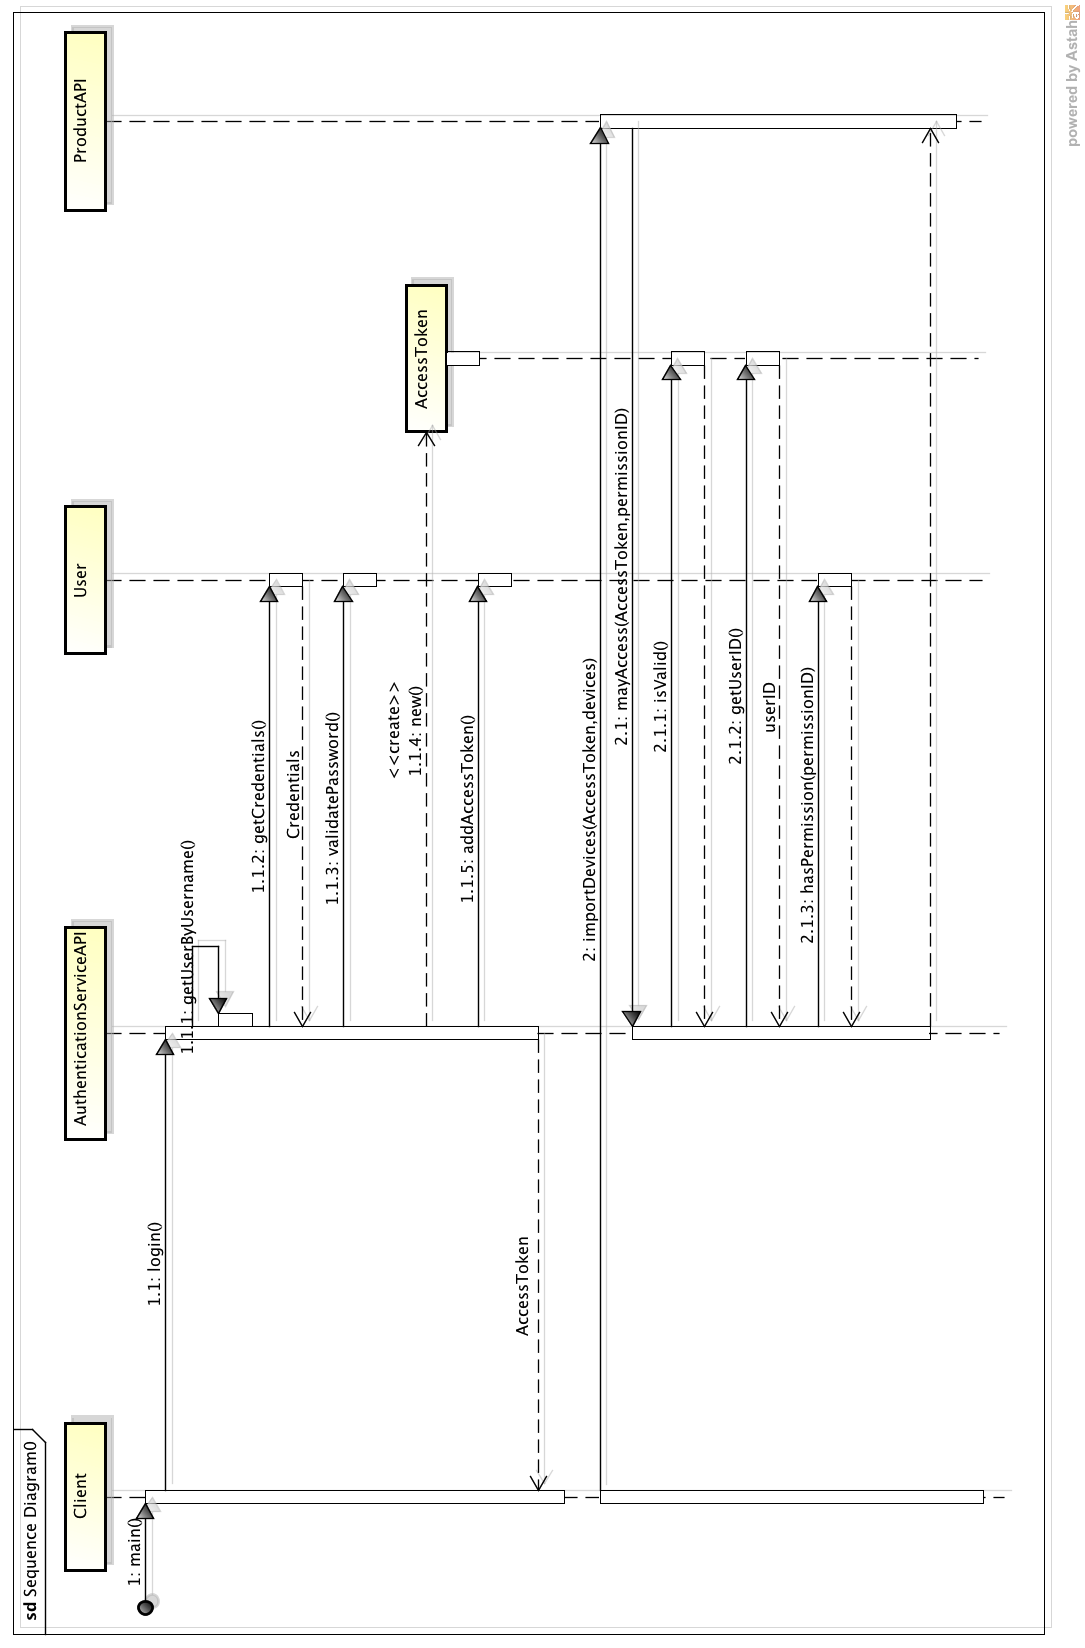 sd Sequence Diagram0
Client
AuthenticationServiceAPI
User
AccessToken
ProductAPI
1: main()
1.1: login()
1.1.1: getUserByUsername()
1.1.2: getCredentials()
Credentials
1.1.3: validatePassword()
<<create>>
1.1.4: new()
1.1.5: addAccessToken()
AccessToken
2: importDevices(AccessToken,devices)
2.1: mayAccess(AccessToken,permissionID)
2.1.1: isValid()
2.1.2: getUserID()
userID
2.1.3: hasPermission(permissionID)
powered by Astah